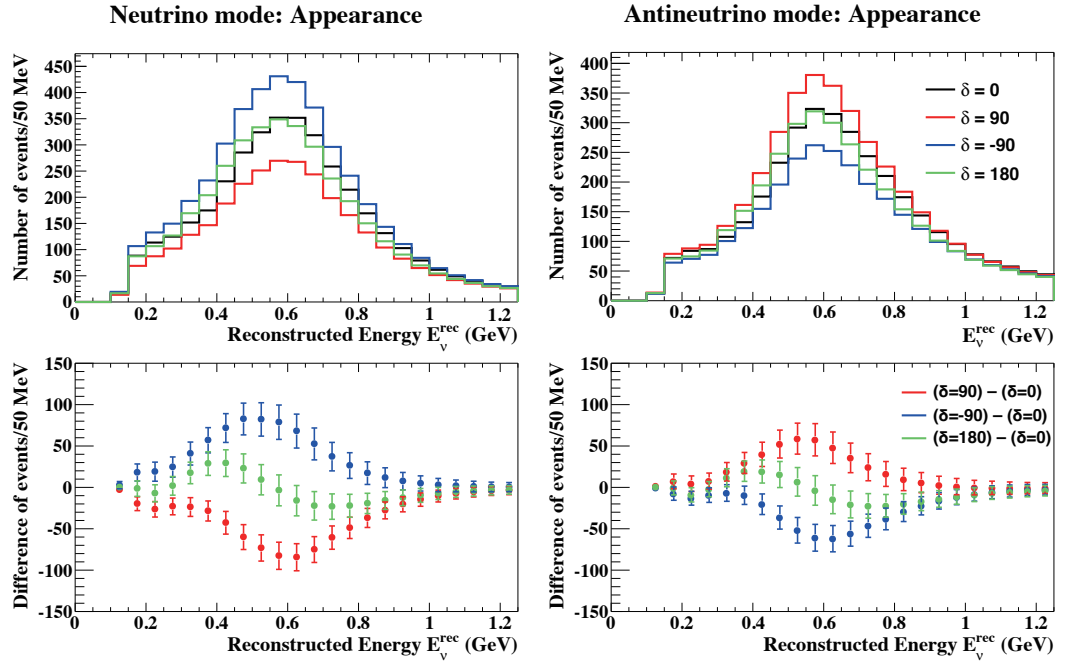 Neutrino mode: Appearance
Antineutrino mode: Appearance
Number of events/50 MeV
450
400
350
300
250
200
150
100
50
0
0 0.2 0.4 0.6 0.8 1 1.2
Reconstructed Energy E_ν^rec (GeV)
Number of events/50 MeV
400
350
300
250
200
150
100
50
0
δ = 0
δ = 90
δ = -90
δ = 180
0 0.2 0.4 0.6 0.8 1 1.2
E_ν^rec (GeV)
Difference of events/50 MeV
150
100
50
0
-50
-100
-150
0 0.2 0.4 0.6 0.8 1 1.2
Reconstructed Energy E_ν^rec (GeV)
Difference of events/50 MeV
150
100
50
0
-50
-100
-150
(δ=90) − (δ=0)
(δ=-90) − (δ=0)
(δ=180) − (δ=0)
0 0.2 0.4 0.6 0.8 1 1.2
Reconstructed Energy E_ν^rec (GeV)